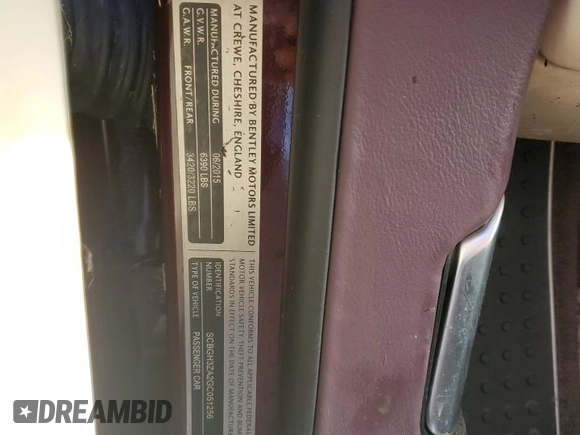 MANUFACTURED BY BENTLEY MOTORS LIMITED
AT CREWE, CHESHIRE, ENGLAND
MANUFACTURED DURING 06/2015
G.V.W.R. 6390 LBS
G.A.W.R. FRONT/REAR 3420/3220 LBS
THIS VEHICLE CONFORMS TO ALL APPLICABLE FEDERAL
MOTOR VEHICLE SAFETY, THEFT PREVENTION AND BUM
STANDARDS IN EFFECT ON THE DATE OF MANUFACTURE
IDENTIFICATION
NUMBER SCBGH3ZA2GC051256
TYPE OF VEHICLE PASSENGER CAR
DREAMBID